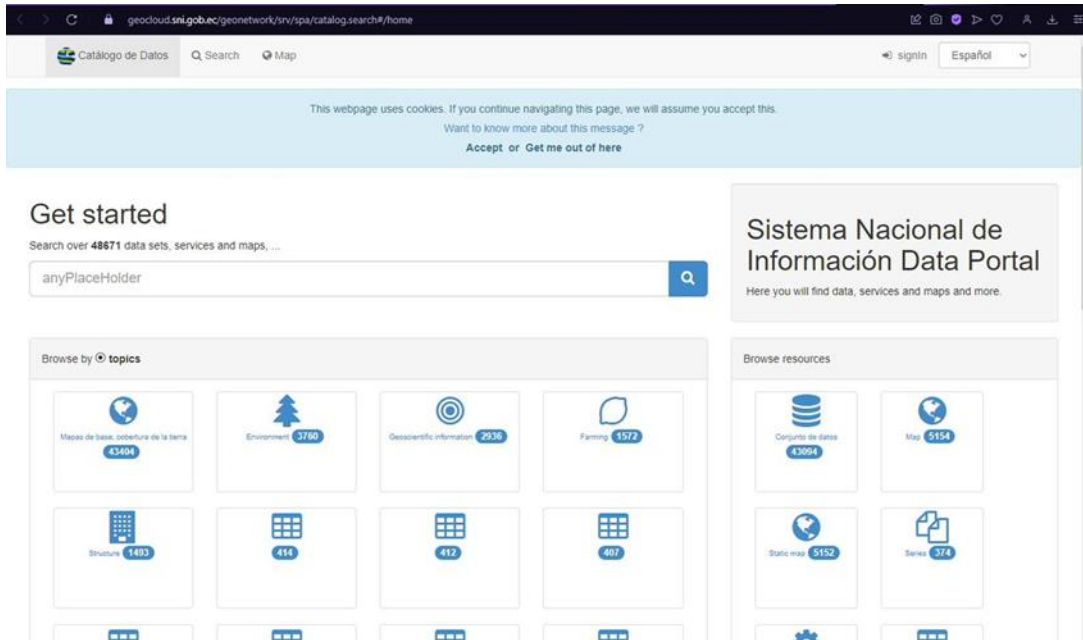 geocloud.sni.gob.ec/geonetwork/srv/spa/catalog.search#/home
Catálogo de Datos Search Map signIn Español
This webpage uses cookies. If you continue navigating this page, we will assume you accept this.
Want to know more about this message ?
Accept or Get me out of here
Get started
Search over 48671 data sets, services and maps, ...
anyPlaceHolder
Sistema Nacional de
Información Data Portal
Here you will find data, services and maps and more.
Browse by topics
Mapas de base, cobertura de la tierra
43404
Environment 3760
Geoscientific information 2936
Farming 1572
Structure 1493
414
412
407
Browse resources
Conjunto de datos
43094
Map 5154
Static map 5152
Series 374